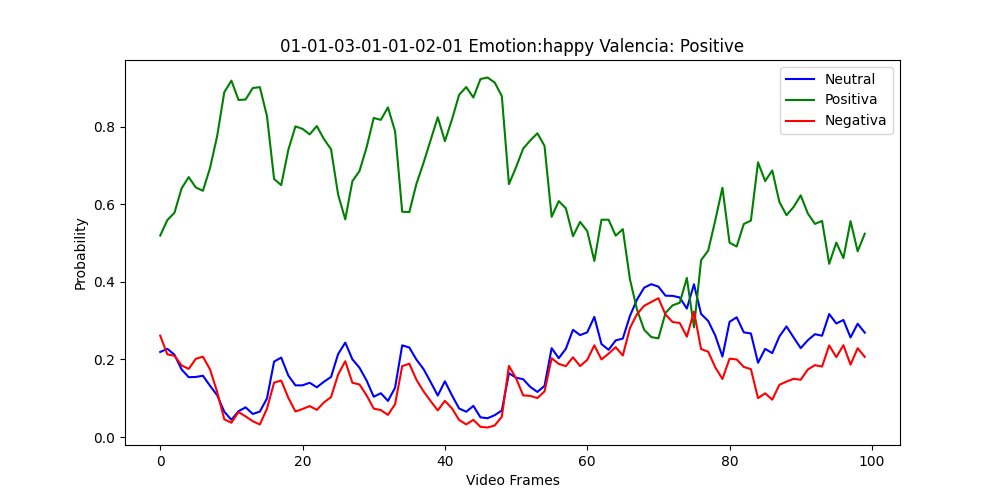 01-01-03-01-01-02-01 Emotion:happy Valencia: Positive
Neutral
Positiva
Negativa
Probability
0.8
0.6
0.4
0.2
0.0
0 20 40 60 80 100
Video Frames